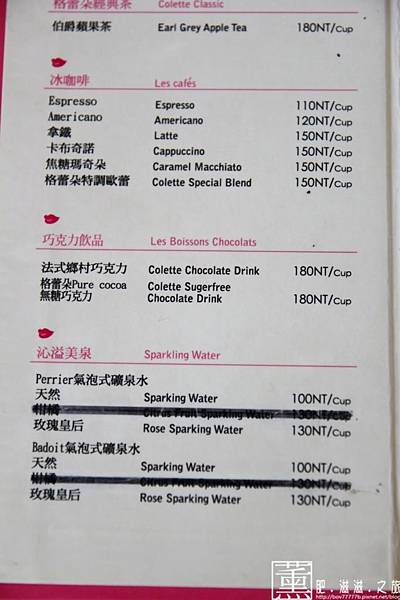 格蕾朵經典茶 Colette Classic
伯爵蘋果茶 Earl Grey Apple Tea 180NT/Cup
冰咖啡 Les cafés
Espresso Espresso 110NT/Cup
Americano Americano 120NT/Cup
拿鐵 Latte 150NT/Cup
卡布奇諾 Cappuccino 150NT/Cup
焦糖瑪奇朵 Caramel Macchiato 150NT/Cup
格蕾朵特調歐蕾 Colette Special Blend 150NT/Cup
巧克力飲品 Les Boissons Chocolats
法式鄉村巧克力 Colette Chocolate Drink 180NT/Cup
格蕾朵Pure cocoa Colette Sugerfree
無糖巧克力 Chocolate Drink 180NT/Cup
沁溢美泉 Sparkling Water
Perrier氣泡式礦泉水
天然 Sparking Water 100NT/Cup
柑橘 Citrus Fruit Sparking Water 130NT/Cup
玫瑰皇后 Rose Sparking Water 130NT/Cup
Badoit氣泡式礦泉水
天然 Sparking Water 100NT/Cup
柑橘 Citrus Fruit Sparking Water 130NT/Cup
玫瑰皇后 Rose Sparking Water 130NT/Cup
薰 肥.滋滋.之旅
http://bov77777b.pixnet.net/blog